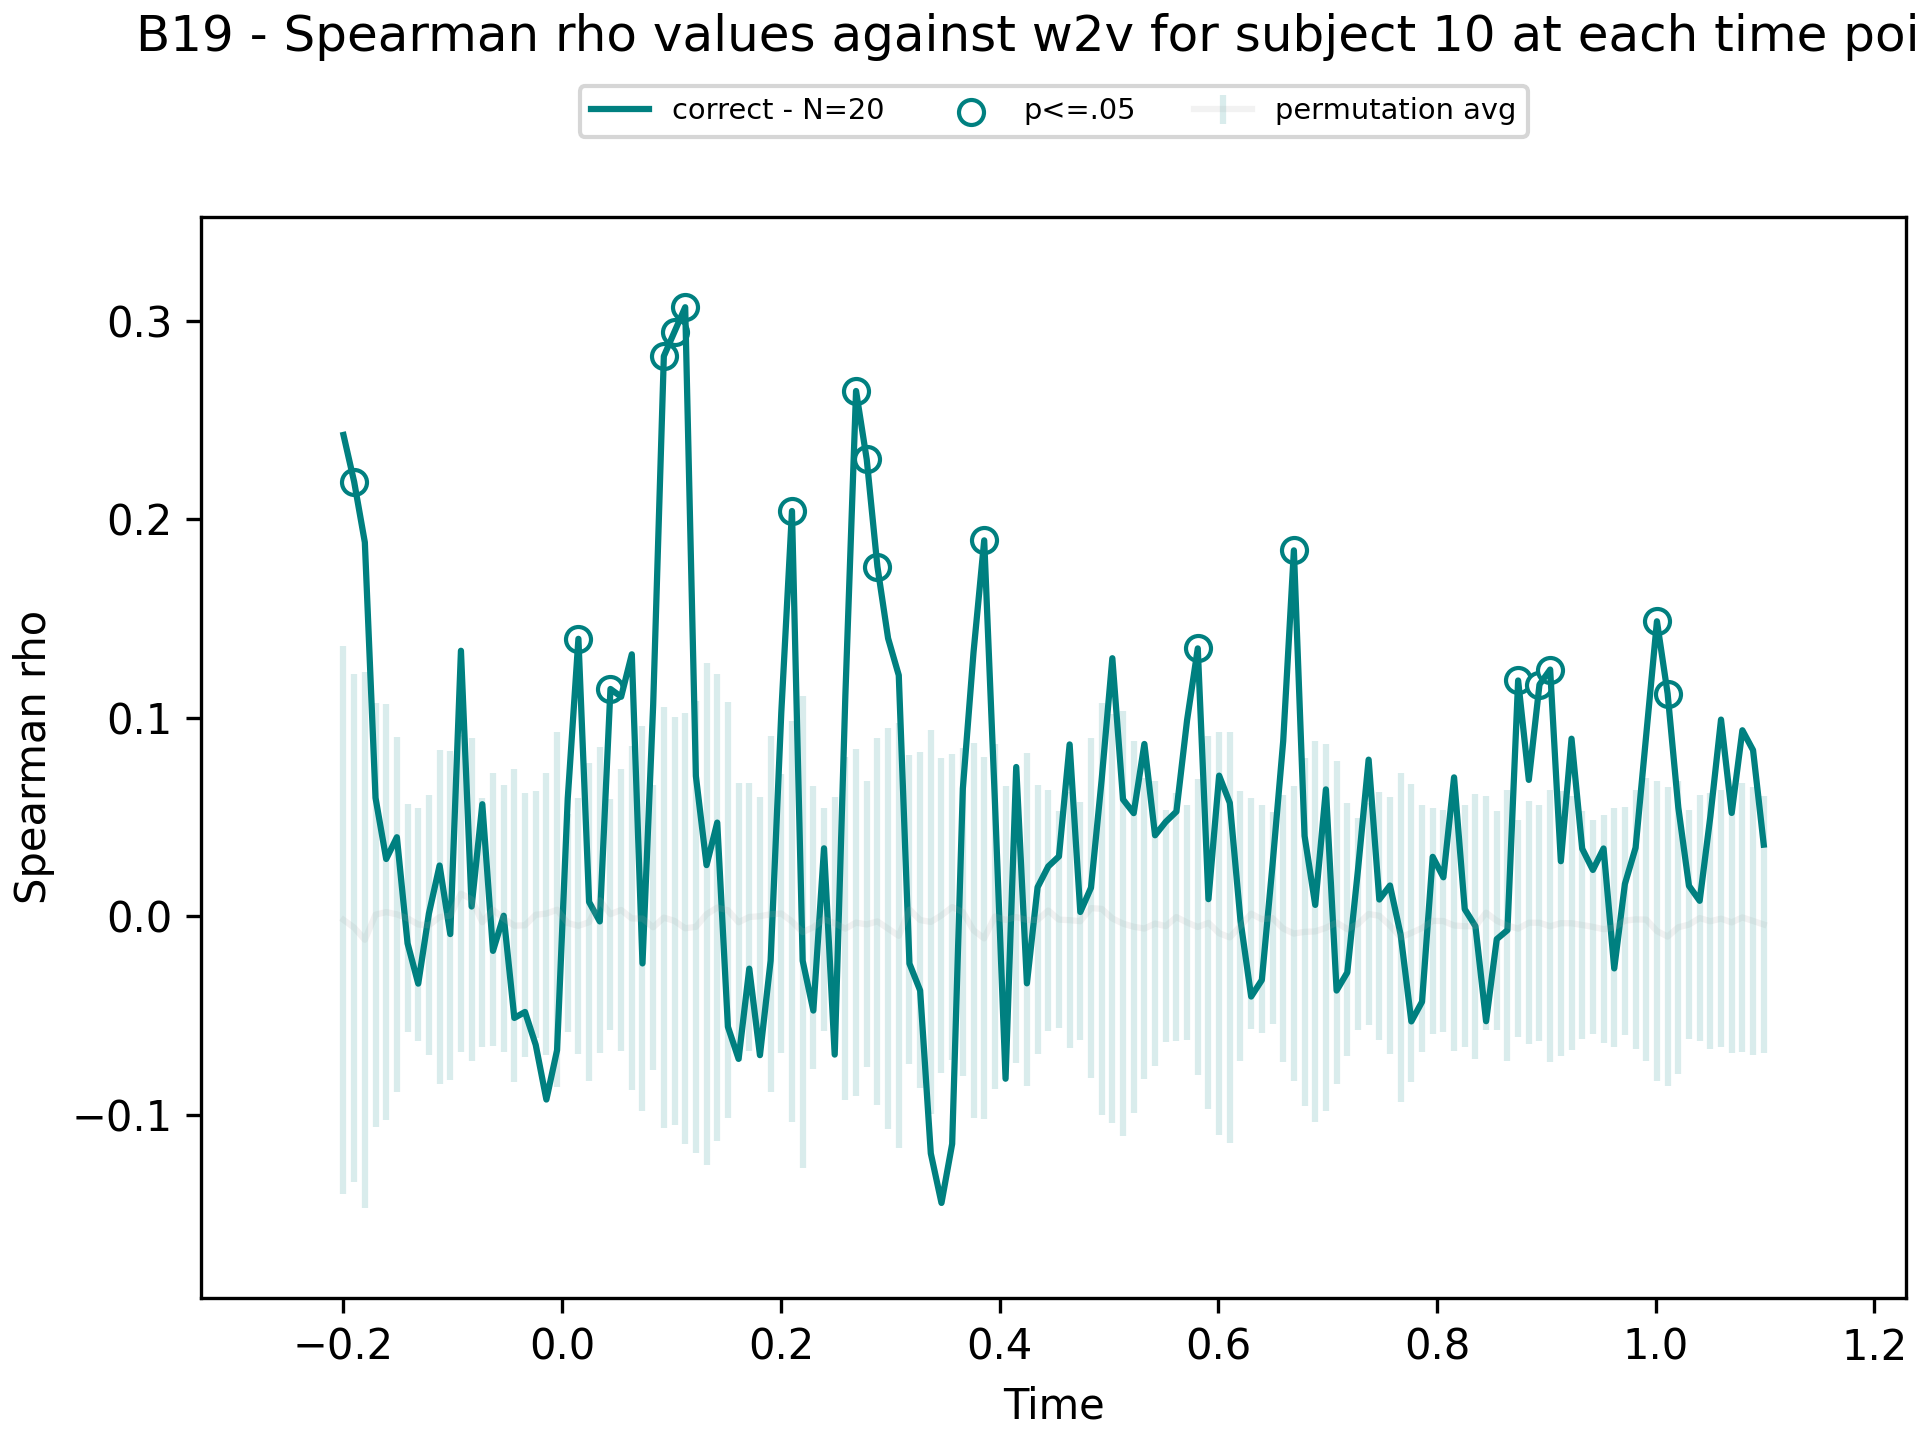 B19 - Spearman rho values against w2v for subject 10 at each time poi
correct - N=20 p<=.05 permutation avg
Spearman rho
0.3
0.2
0.1
0.0
−0.1
−0.2 0.0 0.2 0.4 0.6 0.8 1.0 1.2
Time